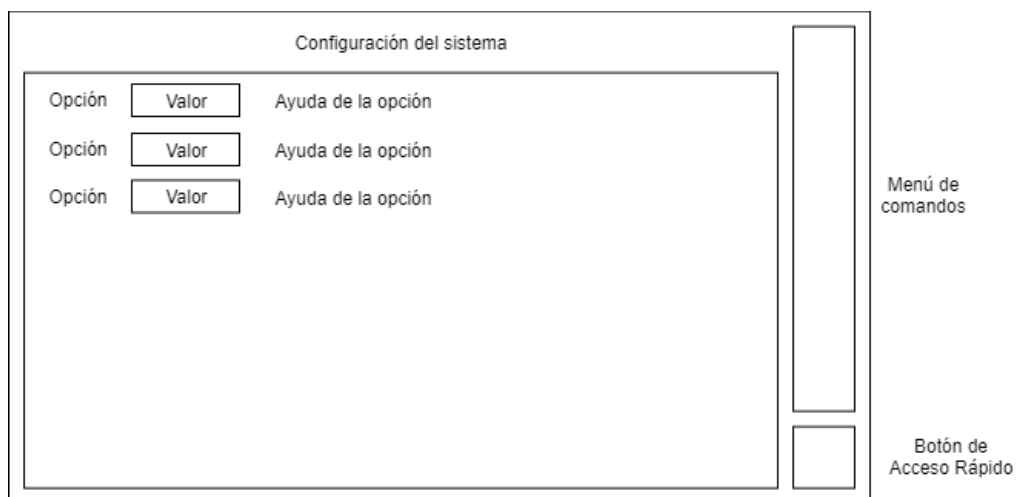 Configuración del sistema
Opción Valor Ayuda de la opción
Opción Valor Ayuda de la opción
Opción Valor Ayuda de la opción
Menú de
comandos
Botón de
Acceso Rápido